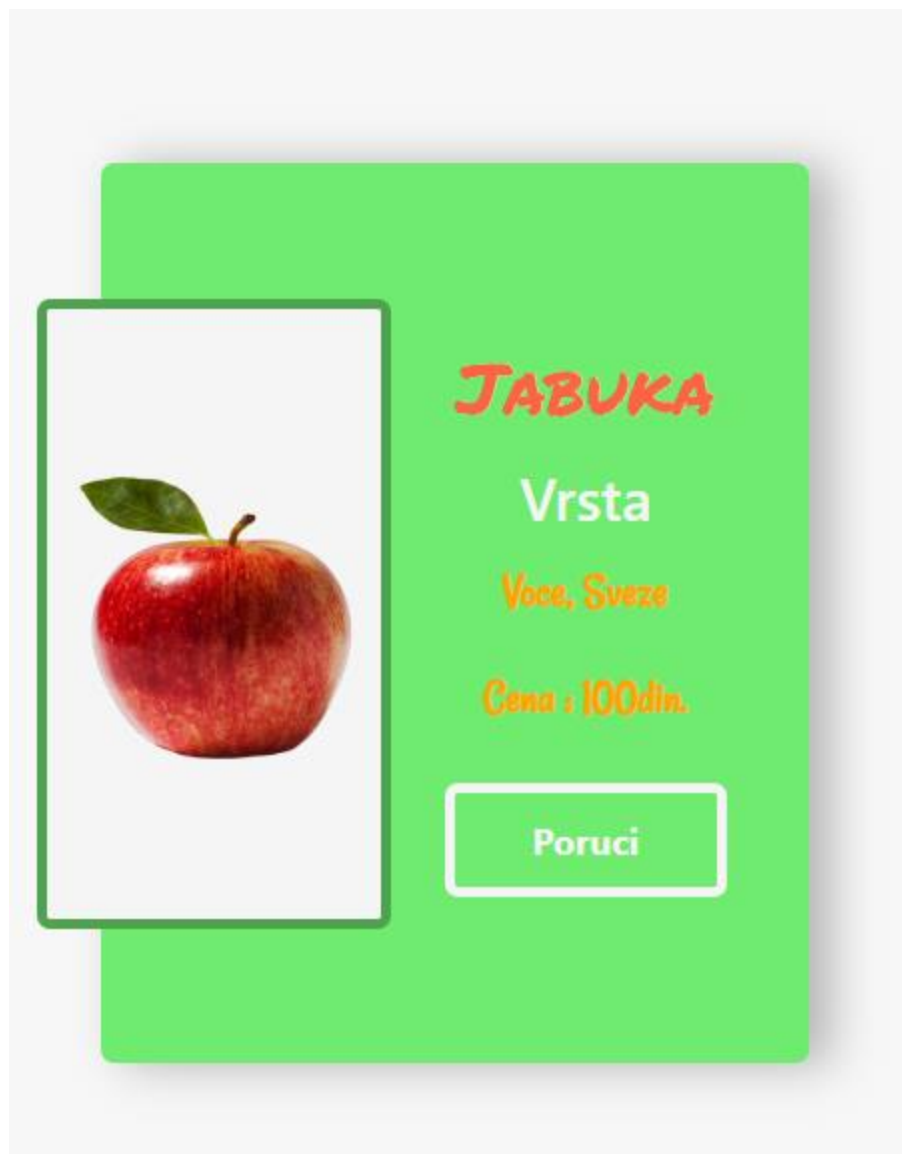 Jabuka
Vrsta
Voce, Sveze
Cena : 100din.
Poruci